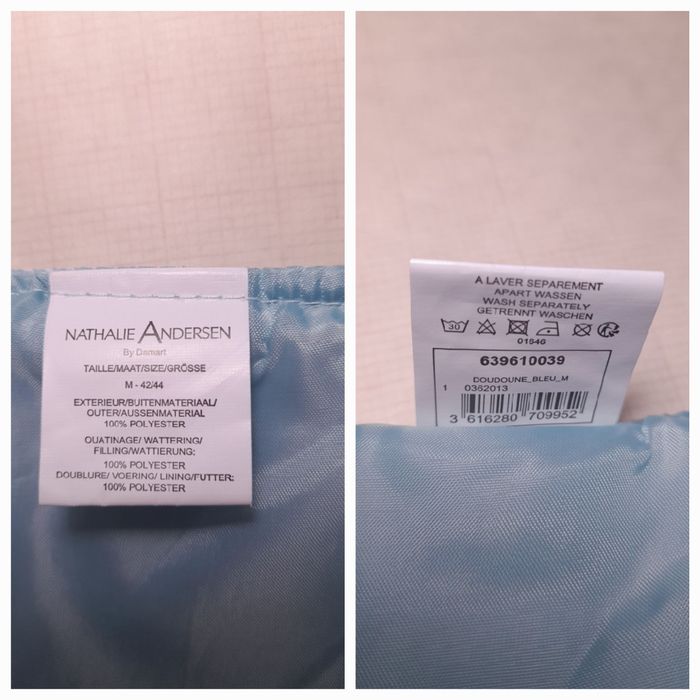 NATHALIE ANDERSEN
By Damart
TAILLE/MAAT/SIZE/GRÖSSE
M - 42/44
EXTERIEUR/BUITENMATERIAAL/
OUTER/AUSSENMATERIAL
100% POLYESTER
OUATINAGE/ WATTERING/
FILLING/WATTIERUNG:
100% POLYESTER
DOUBLURE/ VOERING/ LINING/FUTTER:
100% POLYESTER
A LAVER SEPAREMENT
APART WASSEN
WASH SEPARATELY
GETRENNT WASCHEN
30
01846
639610039
DOUDOUNE_BLEU_M
1 0362013
3 616280 709952